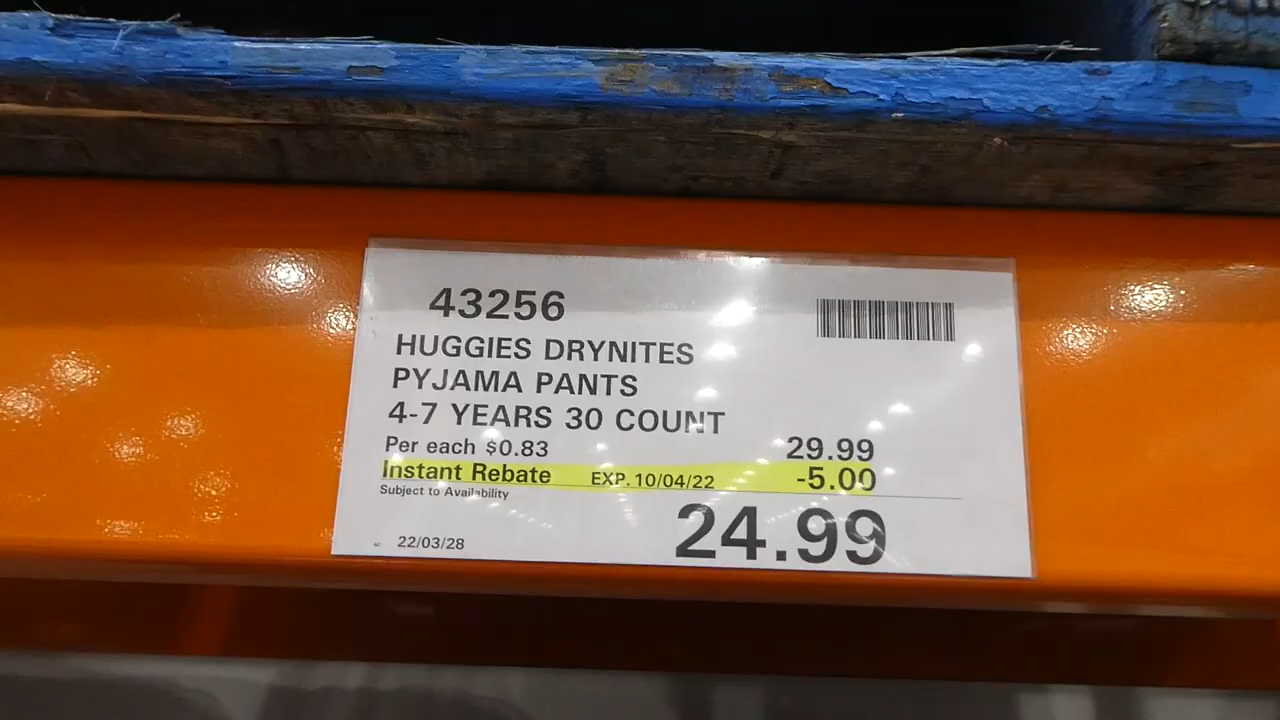 43256
HUGGIES DRYNITES
PYJAMA PANTS
4-7 YEARS 30 COUNT
Per each $0.83 29.99
Instant Rebate EXP. 10/04/22 -5.00
Subject to Availability
24.99
22/03/28